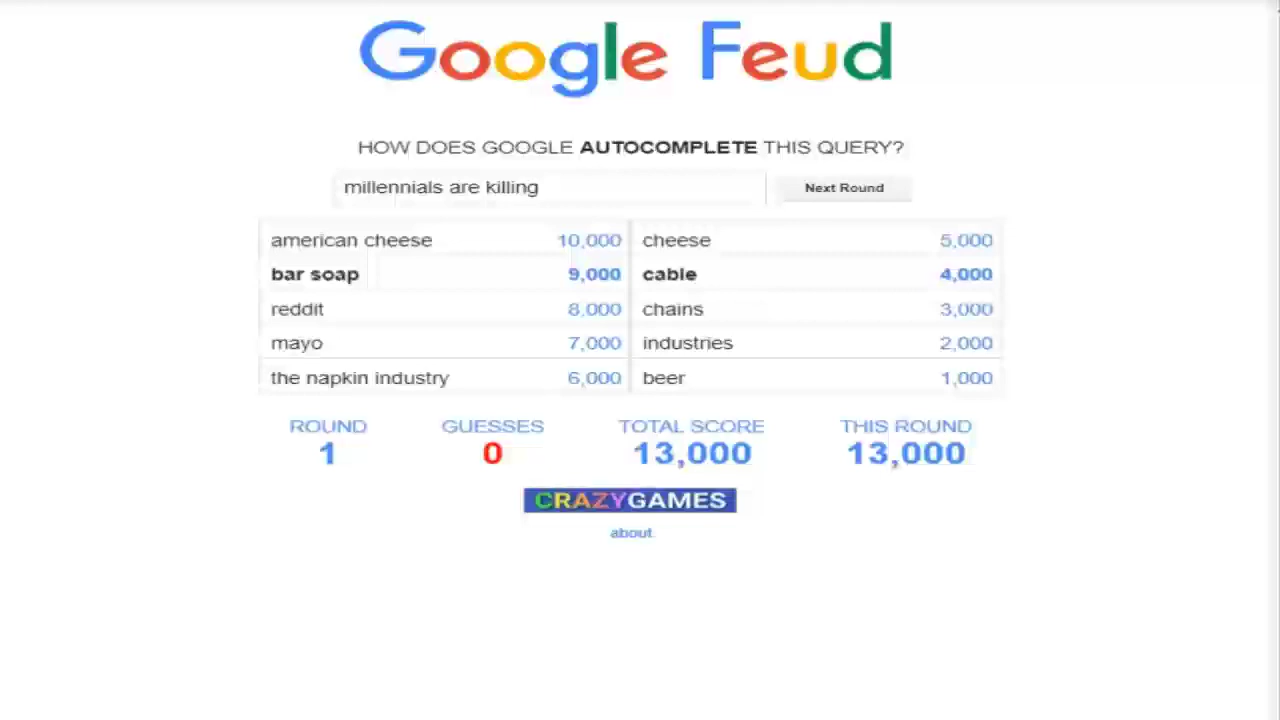 Google Feud
HOW DOES GOOGLE AUTOCOMPLETE THIS QUERY?
millennials are killing
Next Round
american cheese 10,000 cheese 5,000
bar soap 9,000 cable 4,000
reddit 8,000 chains 3,000
mayo 7,000 industries 2,000
the napkin industry 6,000 beer 1,000
ROUND GUESSES TOTAL SCORE THIS ROUND
1 0 13,000 13,000
CRAZYGAMES
about